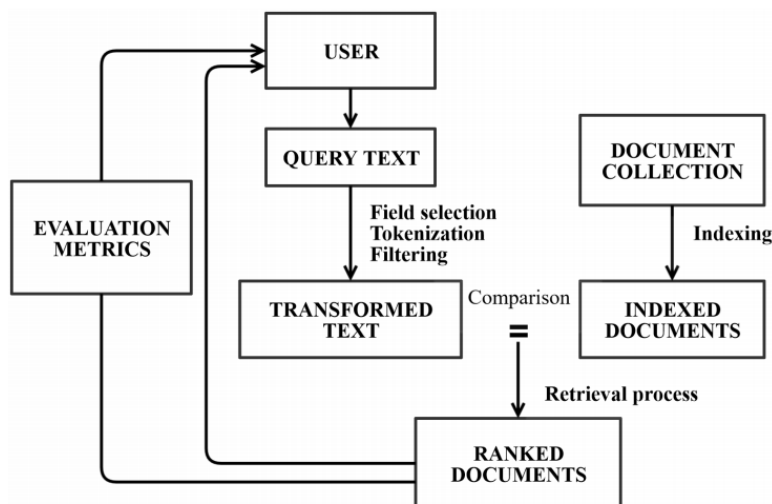 USER
QUERY TEXT
DOCUMENT
COLLECTION
EVALUATION
METRICS
Field selection
Tokenization
Filtering
Indexing
TRANSFORMED
TEXT
Comparison
=
INDEXED
DOCUMENTS
Retrieval process
RANKED
DOCUMENTS